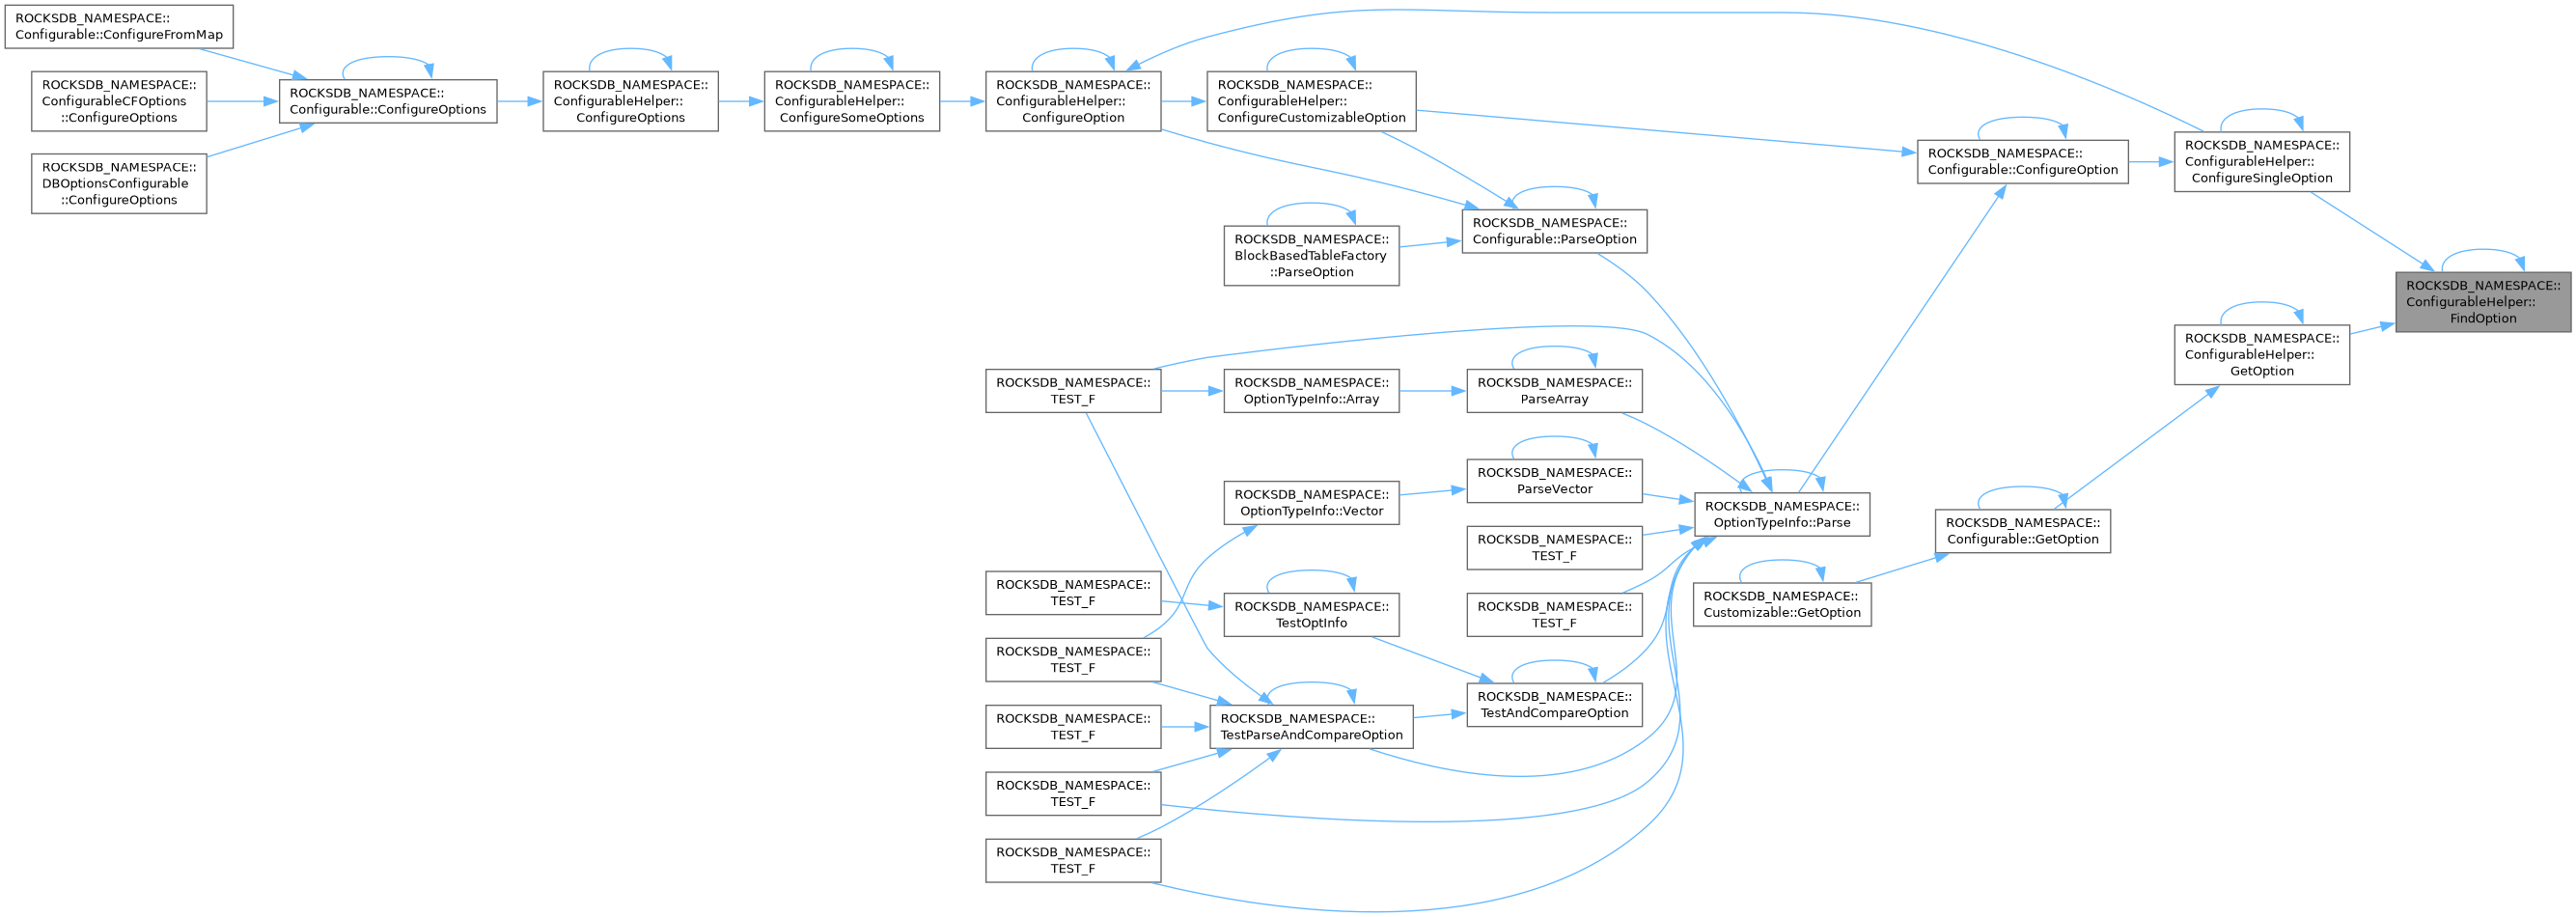 ROCKSDB_NAMESPACE::
Configurable::ConfigureFromMap
ROCKSDB_NAMESPACE::
ConfigurableCFOptions
::ConfigureOptions
ROCKSDB_NAMESPACE::
DBOptionsConfigurable
::ConfigureOptions
ROCKSDB_NAMESPACE::
Configurable::ConfigureOptions
ROCKSDB_NAMESPACE::
ConfigurableHelper::
ConfigureOptions
ROCKSDB_NAMESPACE::
ConfigurableHelper::
ConfigureSomeOptions
ROCKSDB_NAMESPACE::
ConfigurableHelper::
ConfigureOption
ROCKSDB_NAMESPACE::
ConfigurableHelper::
ConfigureCustomizableOption
ROCKSDB_NAMESPACE::
BlockBasedTableFactory
::ParseOption
ROCKSDB_NAMESPACE::
Configurable::ParseOption
ROCKSDB_NAMESPACE::
Configurable::ConfigureOption
ROCKSDB_NAMESPACE::
ConfigurableHelper::
ConfigureSingleOption
ROCKSDB_NAMESPACE::
ConfigurableHelper::
FindOption
ROCKSDB_NAMESPACE::
ConfigurableHelper::
GetOption
ROCKSDB_NAMESPACE::
TEST_F
ROCKSDB_NAMESPACE::
OptionTypeInfo::Array
ROCKSDB_NAMESPACE::
ParseArray
ROCKSDB_NAMESPACE::
OptionTypeInfo::Vector
ROCKSDB_NAMESPACE::
ParseVector
ROCKSDB_NAMESPACE::
OptionTypeInfo::Parse
ROCKSDB_NAMESPACE::
Configurable::GetOption
ROCKSDB_NAMESPACE::
TEST_F
ROCKSDB_NAMESPACE::
Customizable::GetOption
ROCKSDB_NAMESPACE::
TEST_F
ROCKSDB_NAMESPACE::
TestOptInfo
ROCKSDB_NAMESPACE::
TEST_F
ROCKSDB_NAMESPACE::
TEST_F
ROCKSDB_NAMESPACE::
TestAndCompareOption
ROCKSDB_NAMESPACE::
TEST_F
ROCKSDB_NAMESPACE::
TestParseAndCompareOption
ROCKSDB_NAMESPACE::
TEST_F
ROCKSDB_NAMESPACE::
TEST_F